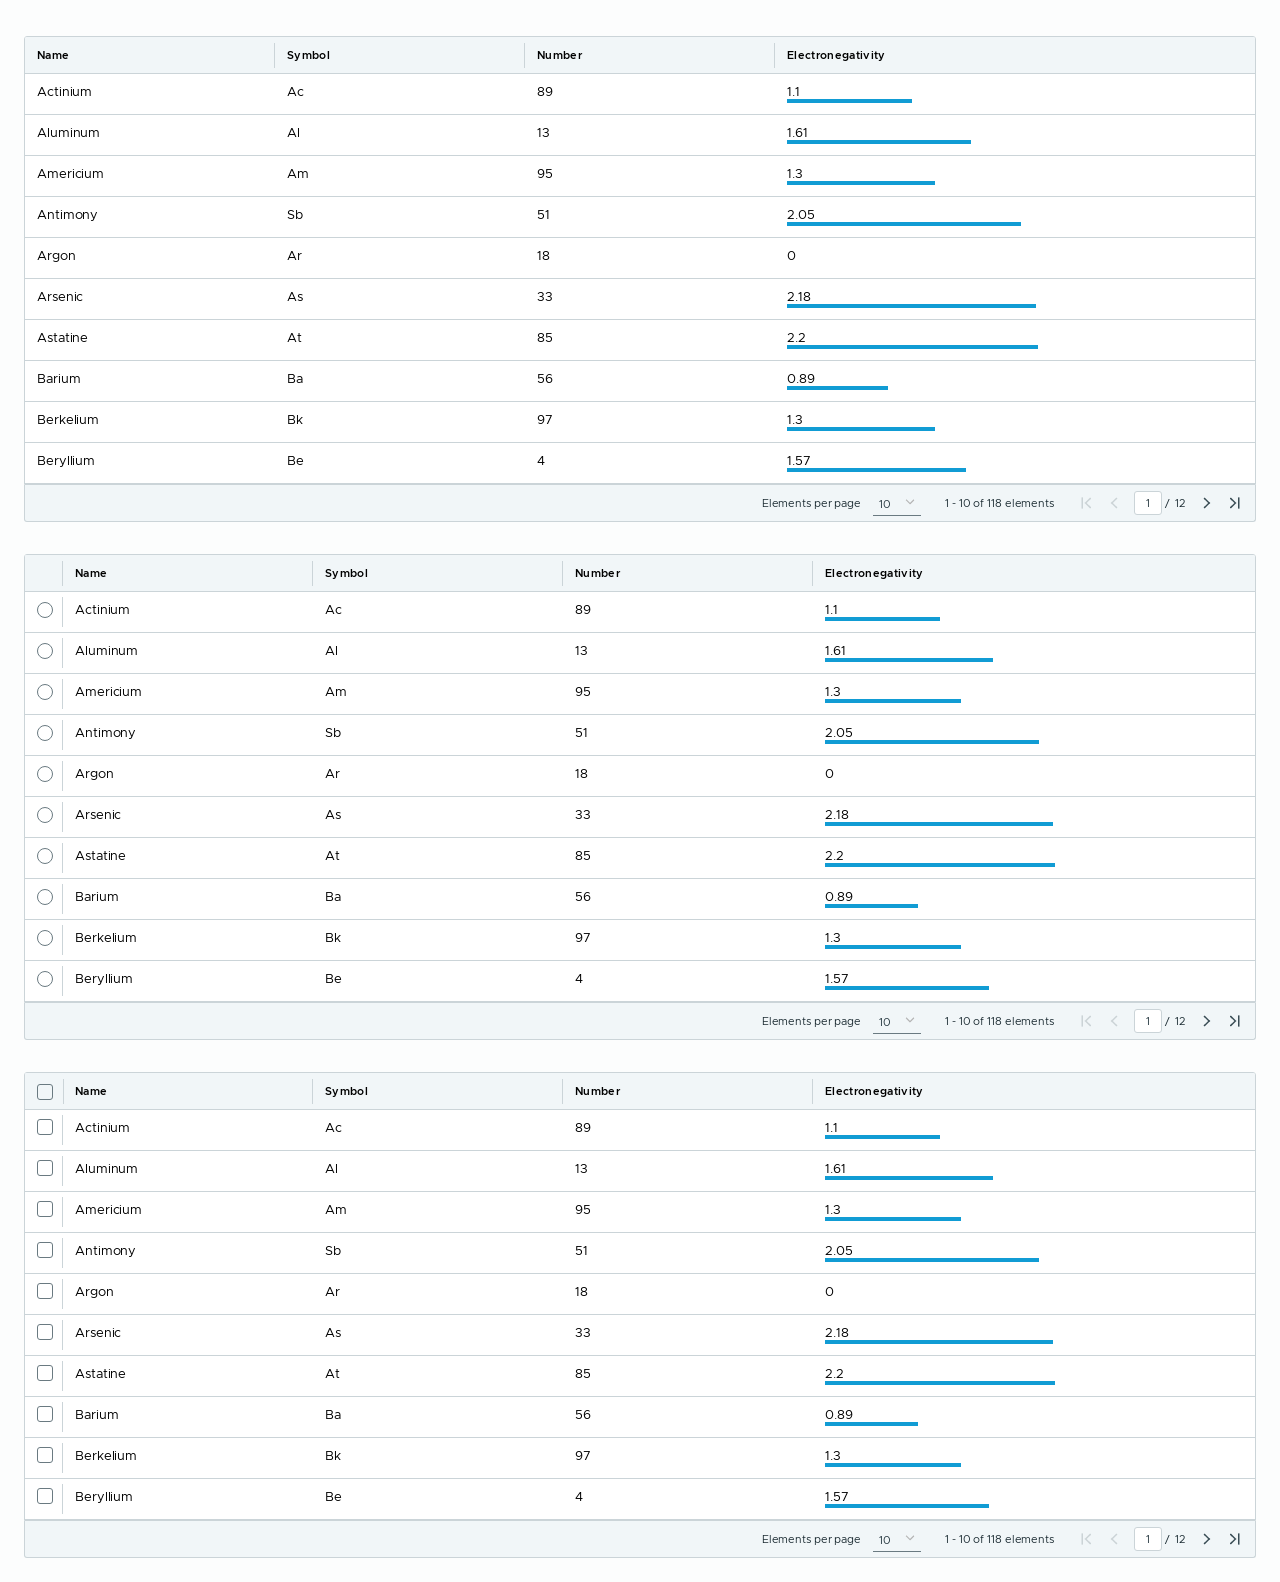 Name Symbol Number Electronegativity
Actinium Ac 89 1.1
Aluminum Al 13 1.61
Americium Am 95 1.3
Antimony Sb 51 2.05
Argon Ar 18 0
Arsenic As 33 2.18
Astatine At 85 2.2
Barium Ba 56 0.89
Berkelium Bk 97 1.3
Beryllium Be 4 1.57
Elements per page 10 1 - 10 of 118 elements 1 / 12
Name Symbol Number Electronegativity
Actinium Ac 89 1.1
Aluminum Al 13 1.61
Americium Am 95 1.3
Antimony Sb 51 2.05
Argon Ar 18 0
Arsenic As 33 2.18
Astatine At 85 2.2
Barium Ba 56 0.89
Berkelium Bk 97 1.3
Beryllium Be 4 1.57
Elements per page 10 1 - 10 of 118 elements 1 / 12
Name Symbol Number Electronegativity
Actinium Ac 89 1.1
Aluminum Al 13 1.61
Americium Am 95 1.3
Antimony Sb 51 2.05
Argon Ar 18 0
Arsenic As 33 2.18
Astatine At 85 2.2
Barium Ba 56 0.89
Berkelium Bk 97 1.3
Beryllium Be 4 1.57
Elements per page 10 1 - 10 of 118 elements 1 / 12